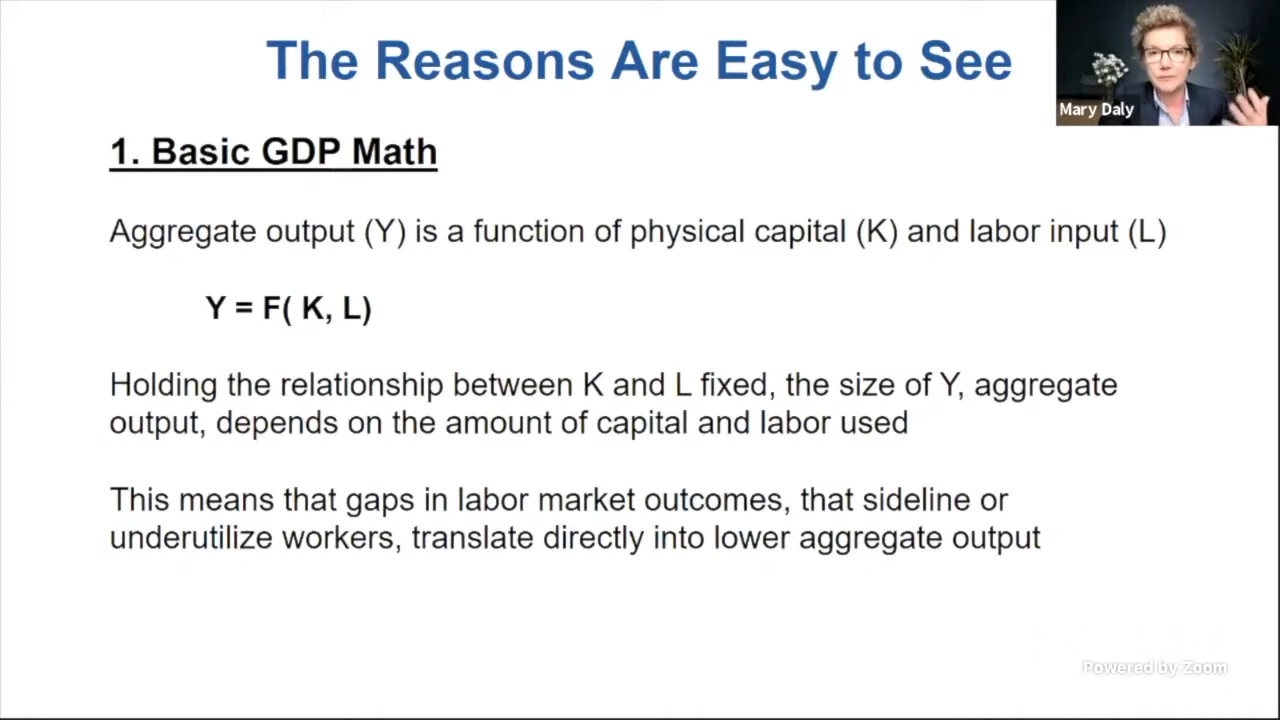 The Reasons Are Easy to See
Mary Daly
1. Basic GDP Math
Aggregate output (Y) is a function of physical capital (K) and labor input (L)
Y = F( K, L)
Holding the relationship between K and L fixed, the size of Y, aggregate
output, depends on the amount of capital and labor used
This means that gaps in labor market outcomes, that sideline or
underutilize workers, translate directly into lower aggregate output
Powered by Zoom